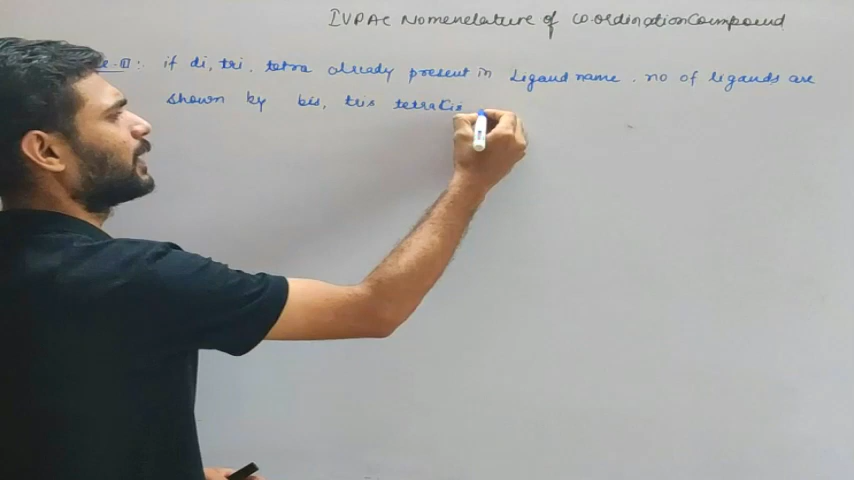 IUPAC Nomenclature of Co-ordination Compound
if di, tri, tetra already present in Ligand name, no of ligands are
shown by bis, tris tetrakis